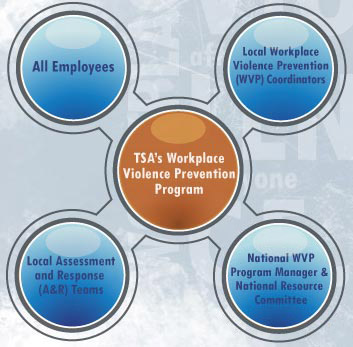 All Employees
Local Workplace
Violence Prevention
(WVP) Coordinators
TSA's Workplace
Violence Prevention
Program
Local Assessment
and Response
(A&R) Teams
National WVP
Program Manager &
National Resource
Committee
one